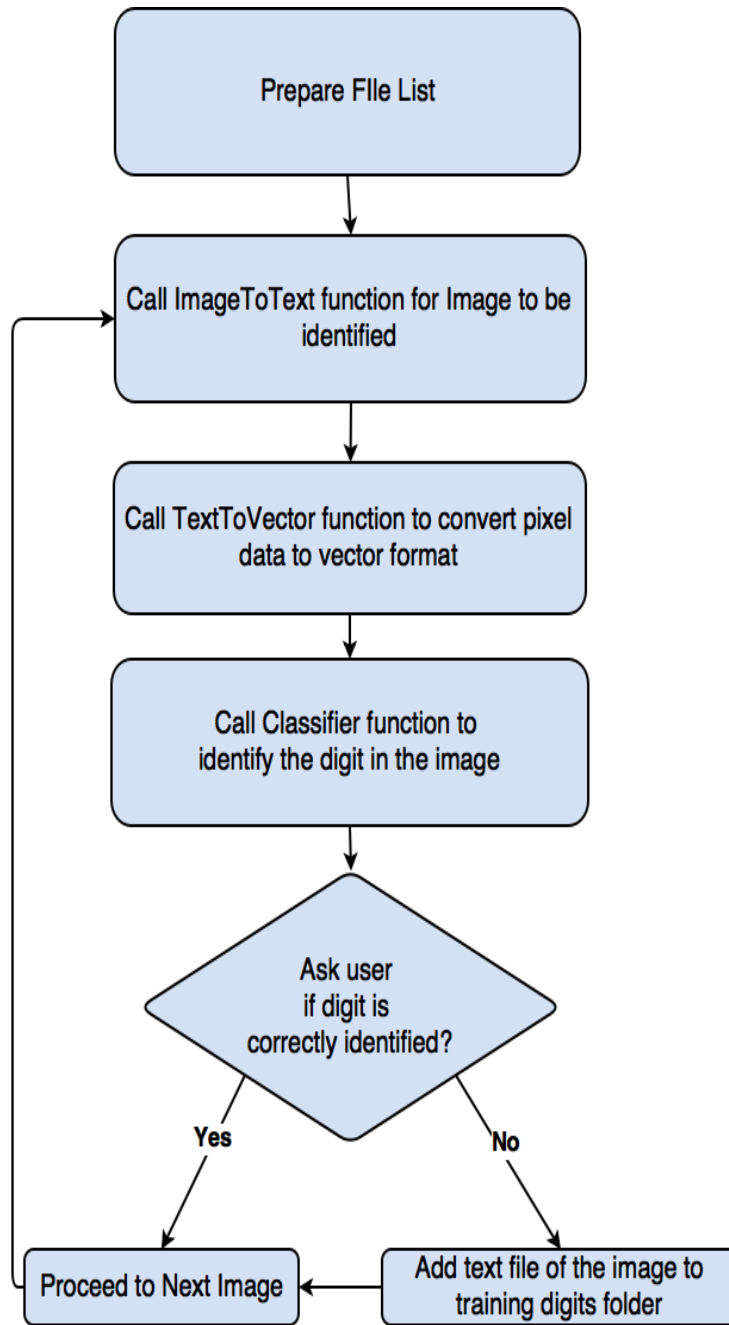 Prepare FIle List
Call ImageToText function for Image to be
identified
Call TextToVector function to convert pixel
data to vector format
Call Classifier function to
identify the digit in the image
Ask user
if digit is
correctly identified?
Yes
No
Proceed to Next Image
Add text file of the image to
training digits folder